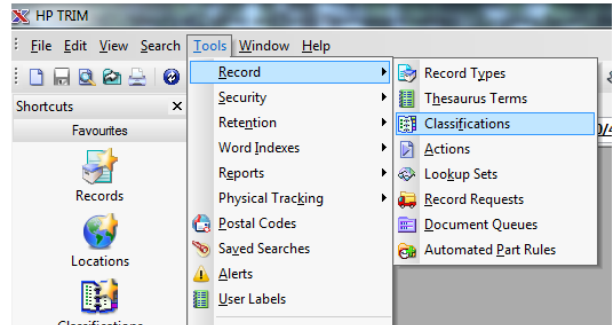 HP TRIM
File Edit View Search Tools Window Help
Shortcuts x
Favourites
Records
Locations
Classifications
Record
Security
Retention
Word Indexes
Reports
Physical Tracking
Postal Codes
Saved Searches
Alerts
User Labels
Record Types
Thesaurus Terms
Classifications
Actions
Lookup Sets
Record Requests
Document Queues
Automated Part Rules